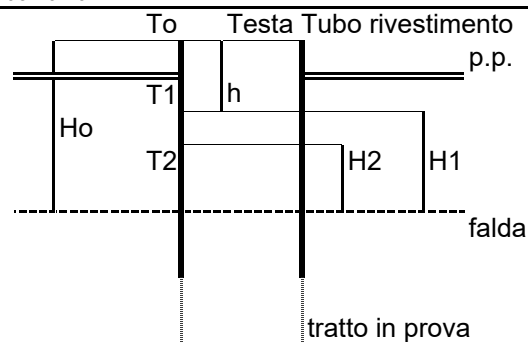 To Testa Tubo rivestimento
p.p.
T1 h
Ho
T2 H2 H1
falda
tratto in prova